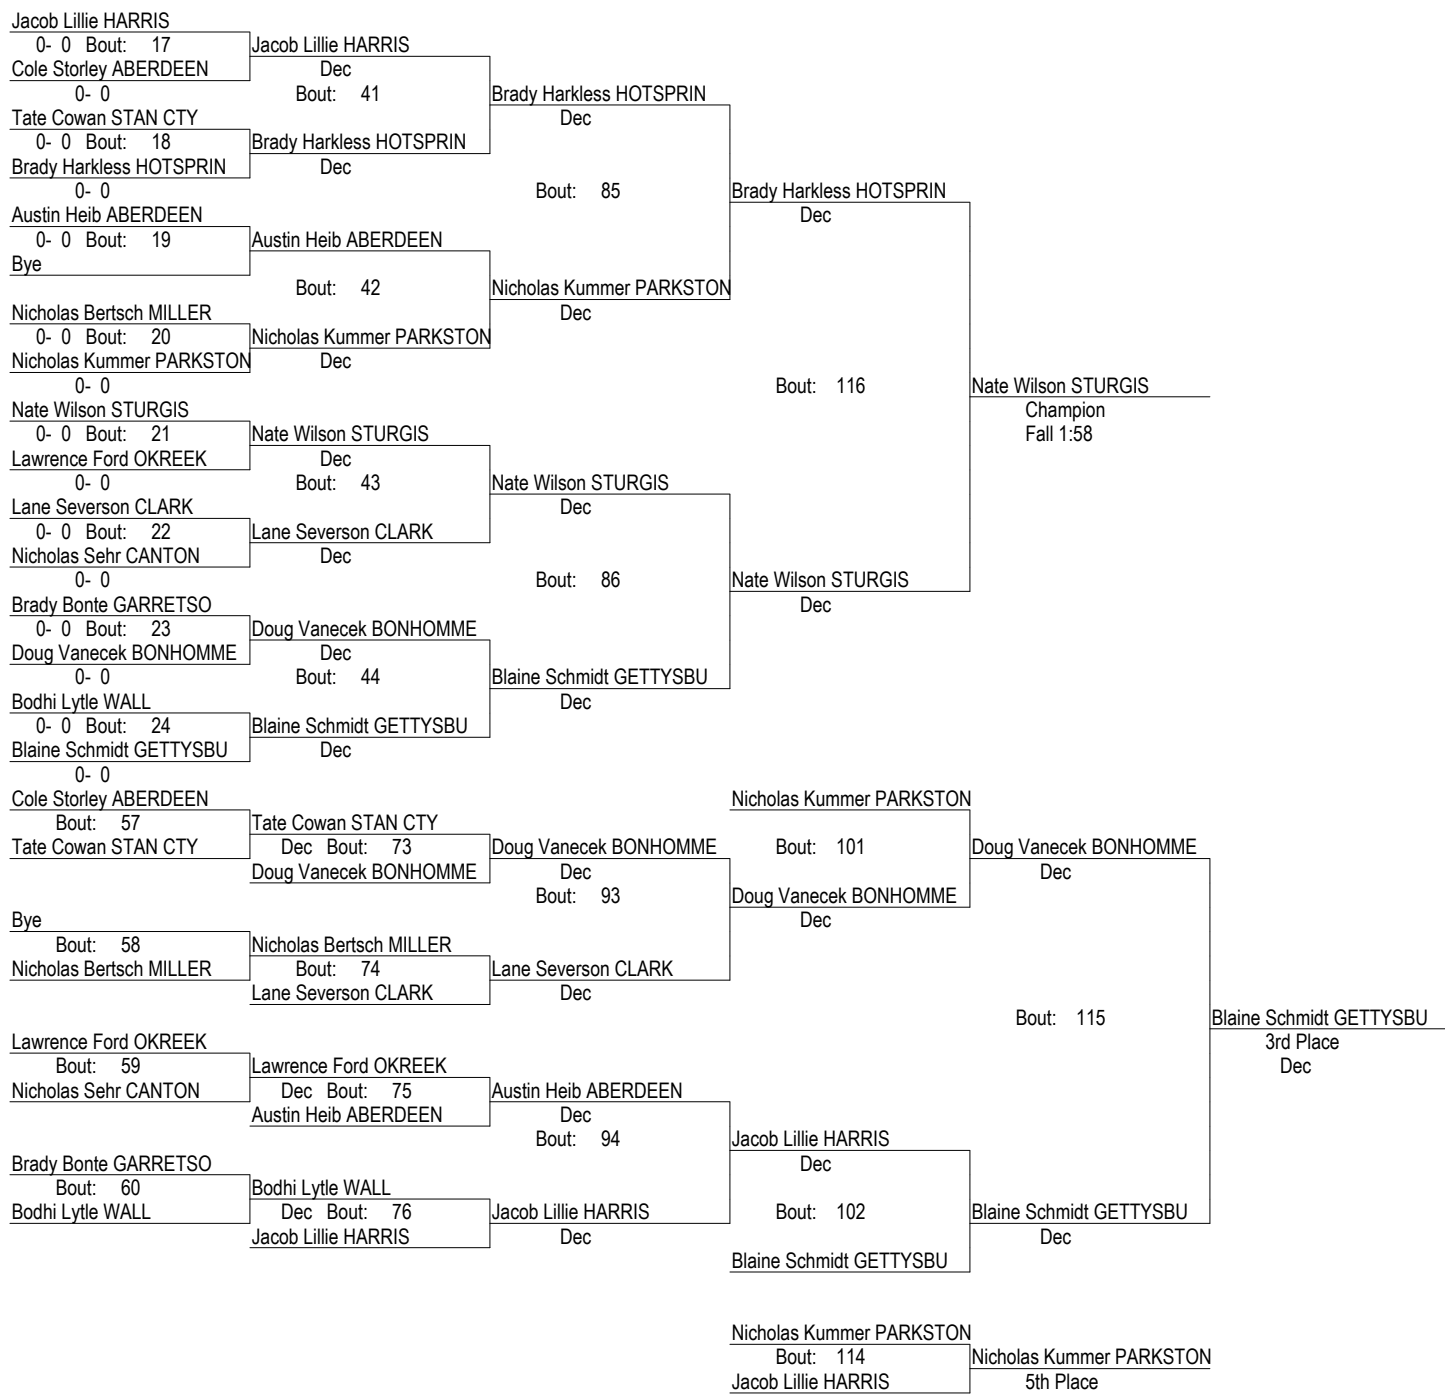 Jacob Lillie HARRIS
0- 0 Bout: 17 Jacob Lillie HARRIS
Cole Storley ABERDEEN Dec
0- 0 Bout: 41 Brady Harkless HOTSPRIN
Tate Cowan STAN CTY Dec
0- 0 Bout: 18 Brady Harkless HOTSPRIN
Brady Harkless HOTSPRIN Dec
0- 0 Bout: 85 Brady Harkless HOTSPRIN
Austin Heib ABERDEEN Dec
0- 0 Bout: 19 Austin Heib ABERDEEN
Bye
Bout: 42 Nicholas Kummer PARKSTON
Nicholas Bertsch MILLER Dec
0- 0 Bout: 20 Nicholas Kummer PARKSTON
Nicholas Kummer PARKSTON Dec
0- 0 Bout: 116 Nate Wilson STURGIS
Nate Wilson STURGIS Champion
0- 0 Bout: 21 Nate Wilson STURGIS Fall 1:58
Lawrence Ford OKREEK Dec
0- 0 Bout: 43 Nate Wilson STURGIS
Lane Severson CLARK Dec
0- 0 Bout: 22 Lane Severson CLARK
Nicholas Sehr CANTON Dec
0- 0 Bout: 86 Nate Wilson STURGIS
Brady Bonte GARRETSO Dec
0- 0 Bout: 23 Doug Vanecek BONHOMME
Doug Vanecek BONHOMME Dec
0- 0 Bout: 44 Blaine Schmidt GETTYSBU
Bodhi Lytle WALL Dec
0- 0 Bout: 24 Blaine Schmidt GETTYSBU
Blaine Schmidt GETTYSBU Dec
0- 0
Cole Storley ABERDEEN Nicholas Kummer PARKSTON
Bout: 57 Tate Cowan STAN CTY
Tate Cowan STAN CTY Dec Bout: 73 Doug Vanecek BONHOMME Bout: 101 Doug Vanecek BONHOMME
Doug Vanecek BONHOMME Dec Dec
Bout: 93 Doug Vanecek BONHOMME
Bye Dec
Bout: 58 Nicholas Bertsch MILLER
Nicholas Bertsch MILLER Bout: 74 Lane Severson CLARK
Lane Severson CLARK Dec
Bout: 115 Blaine Schmidt GETTYSBU
Lawrence Ford OKREEK 3rd Place
Bout: 59 Lawrence Ford OKREEK Dec
Nicholas Sehr CANTON Dec Bout: 75 Austin Heib ABERDEEN
Austin Heib ABERDEEN Dec
Bout: 94 Jacob Lillie HARRIS
Brady Bonte GARRETSO Dec
Bout: 60 Bodhi Lytle WALL
Bodhi Lytle WALL Dec Bout: 76 Jacob Lillie HARRIS Bout: 102 Blaine Schmidt GETTYSBU
Jacob Lillie HARRIS Dec Dec
Blaine Schmidt GETTYSBU
Nicholas Kummer PARKSTON
Bout: 114 Nicholas Kummer PARKSTON
Jacob Lillie HARRIS 5th Place